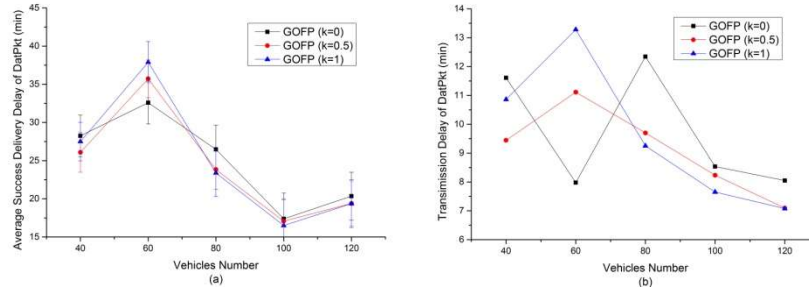 Average Success Delivery Delay of DatPkt (min)
45
40
35
30
25
20
15
GOFP (k=0)
GOFP (k=0.5)
GOFP (k=1)
40
60
80
100
120
Vehicles Number
(a)
Transimission Delay of DatPkt (min)
15
14
13
12
11
10
9
8
7
6
GOFP (k=0)
GOFP (k=0.5)
GOFP (k=1)
40
60
80
100
120
Vehicles Number
(b)